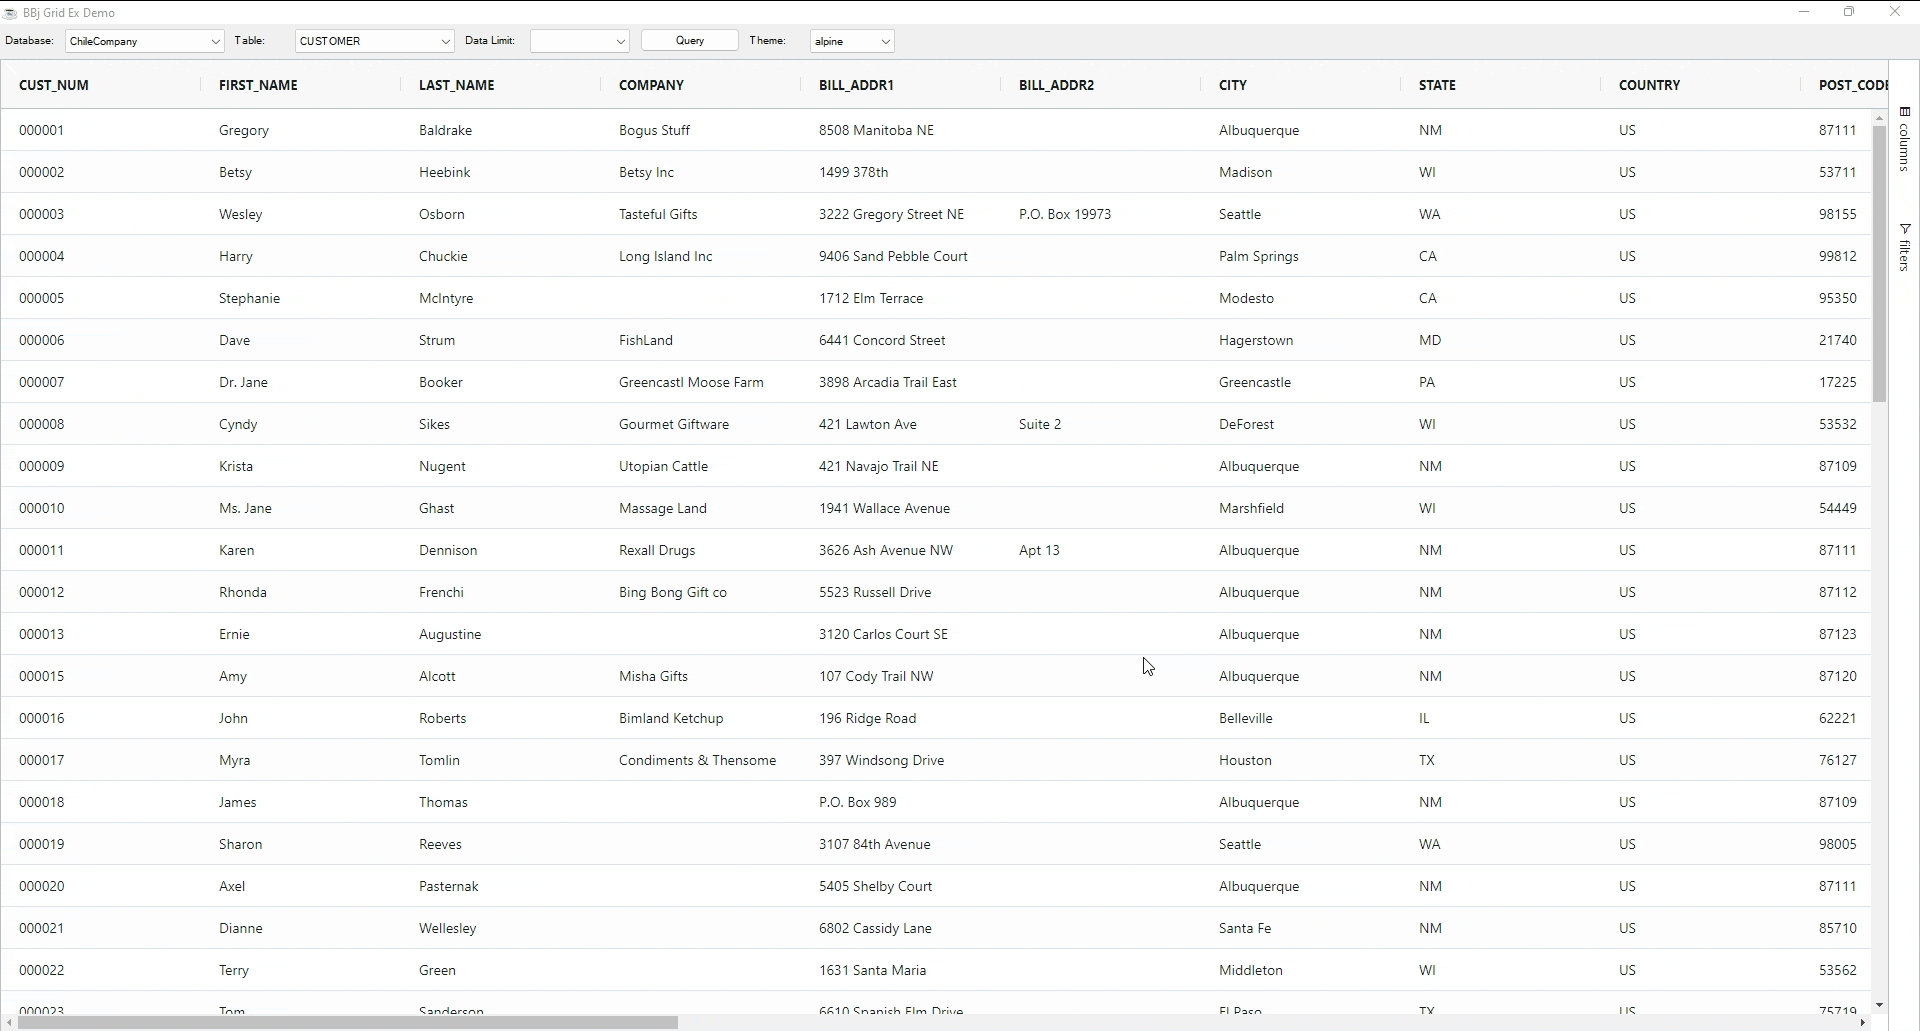 BBj Grid Ex Demo
Database: ChileCompany Table: CUSTOMER Data Limit: Query Theme: alpine
CUST_NUM FIRST_NAME LAST_NAME COMPANY BILL_ADDR1 BILL_ADDR2 CITY STATE COUNTRY POST_CODE
000001 Gregory Baldrake Bogus Stuff 8508 Manitoba NE Albuquerque NM US 87111
000002 Betsy Heebink Betsy Inc 1499 378th Madison WI US 53711
000003 Wesley Osborn Tasteful Gifts 3222 Gregory Street NE P.O. Box 19973 Seattle WA US 98155
000004 Harry Chuckie Long Island Inc 9406 Sand Pebble Court Palm Springs CA US 99812
000005 Stephanie McIntyre 1712 Elm Terrace Modesto CA US 95350
000006 Dave Strum FishLand 6441 Concord Street Hagerstown MD US 21740
000007 Dr. Jane Booker Greencastl Moose Farm 3898 Arcadia Trail East Greencastle PA US 17225
000008 Cyndy Sikes Gourmet Giftware 421 Lawton Ave Suite 2 DeForest WI US 53532
000009 Krista Nugent Utopian Cattle 421 Navajo Trail NE Albuquerque NM US 87109
000010 Ms. Jane Ghast Massage Land 1941 Wallace Avenue Marshfield WI US 54449
000011 Karen Dennison Rexall Drugs 3626 Ash Avenue NW Apt 13 Albuquerque NM US 87111
000012 Rhonda Frenchi Bing Bong Gift co 5523 Russell Drive Albuquerque NM US 87112
000013 Ernie Augustine 3120 Carlos Court SE Albuquerque NM US 87123
000015 Amy Alcott Misha Gifts 107 Cody Trail NW Albuquerque NM US 87120
000016 John Roberts Bimland Ketchup 196 Ridge Road Belleville IL US 62221
000017 Myra Tomlin Condiments & Thensome 397 Windsong Drive Houston TX US 76127
000018 James Thomas P.O. Box 989 Albuquerque NM US 87109
000019 Sharon Reeves 3107 84th Avenue Seattle WA US 98005
000020 Axel Pasternak 5405 Shelby Court Albuquerque NM US 87111
000021 Dianne Wellesley 6802 Cassidy Lane Santa Fe NM US 85710
000022 Terry Green 1631 Santa Maria Middleton WI US 53562
000023 Tom Sanderson 6610 Spanish Elm Drive El Paso TX US 75719
columns
filters